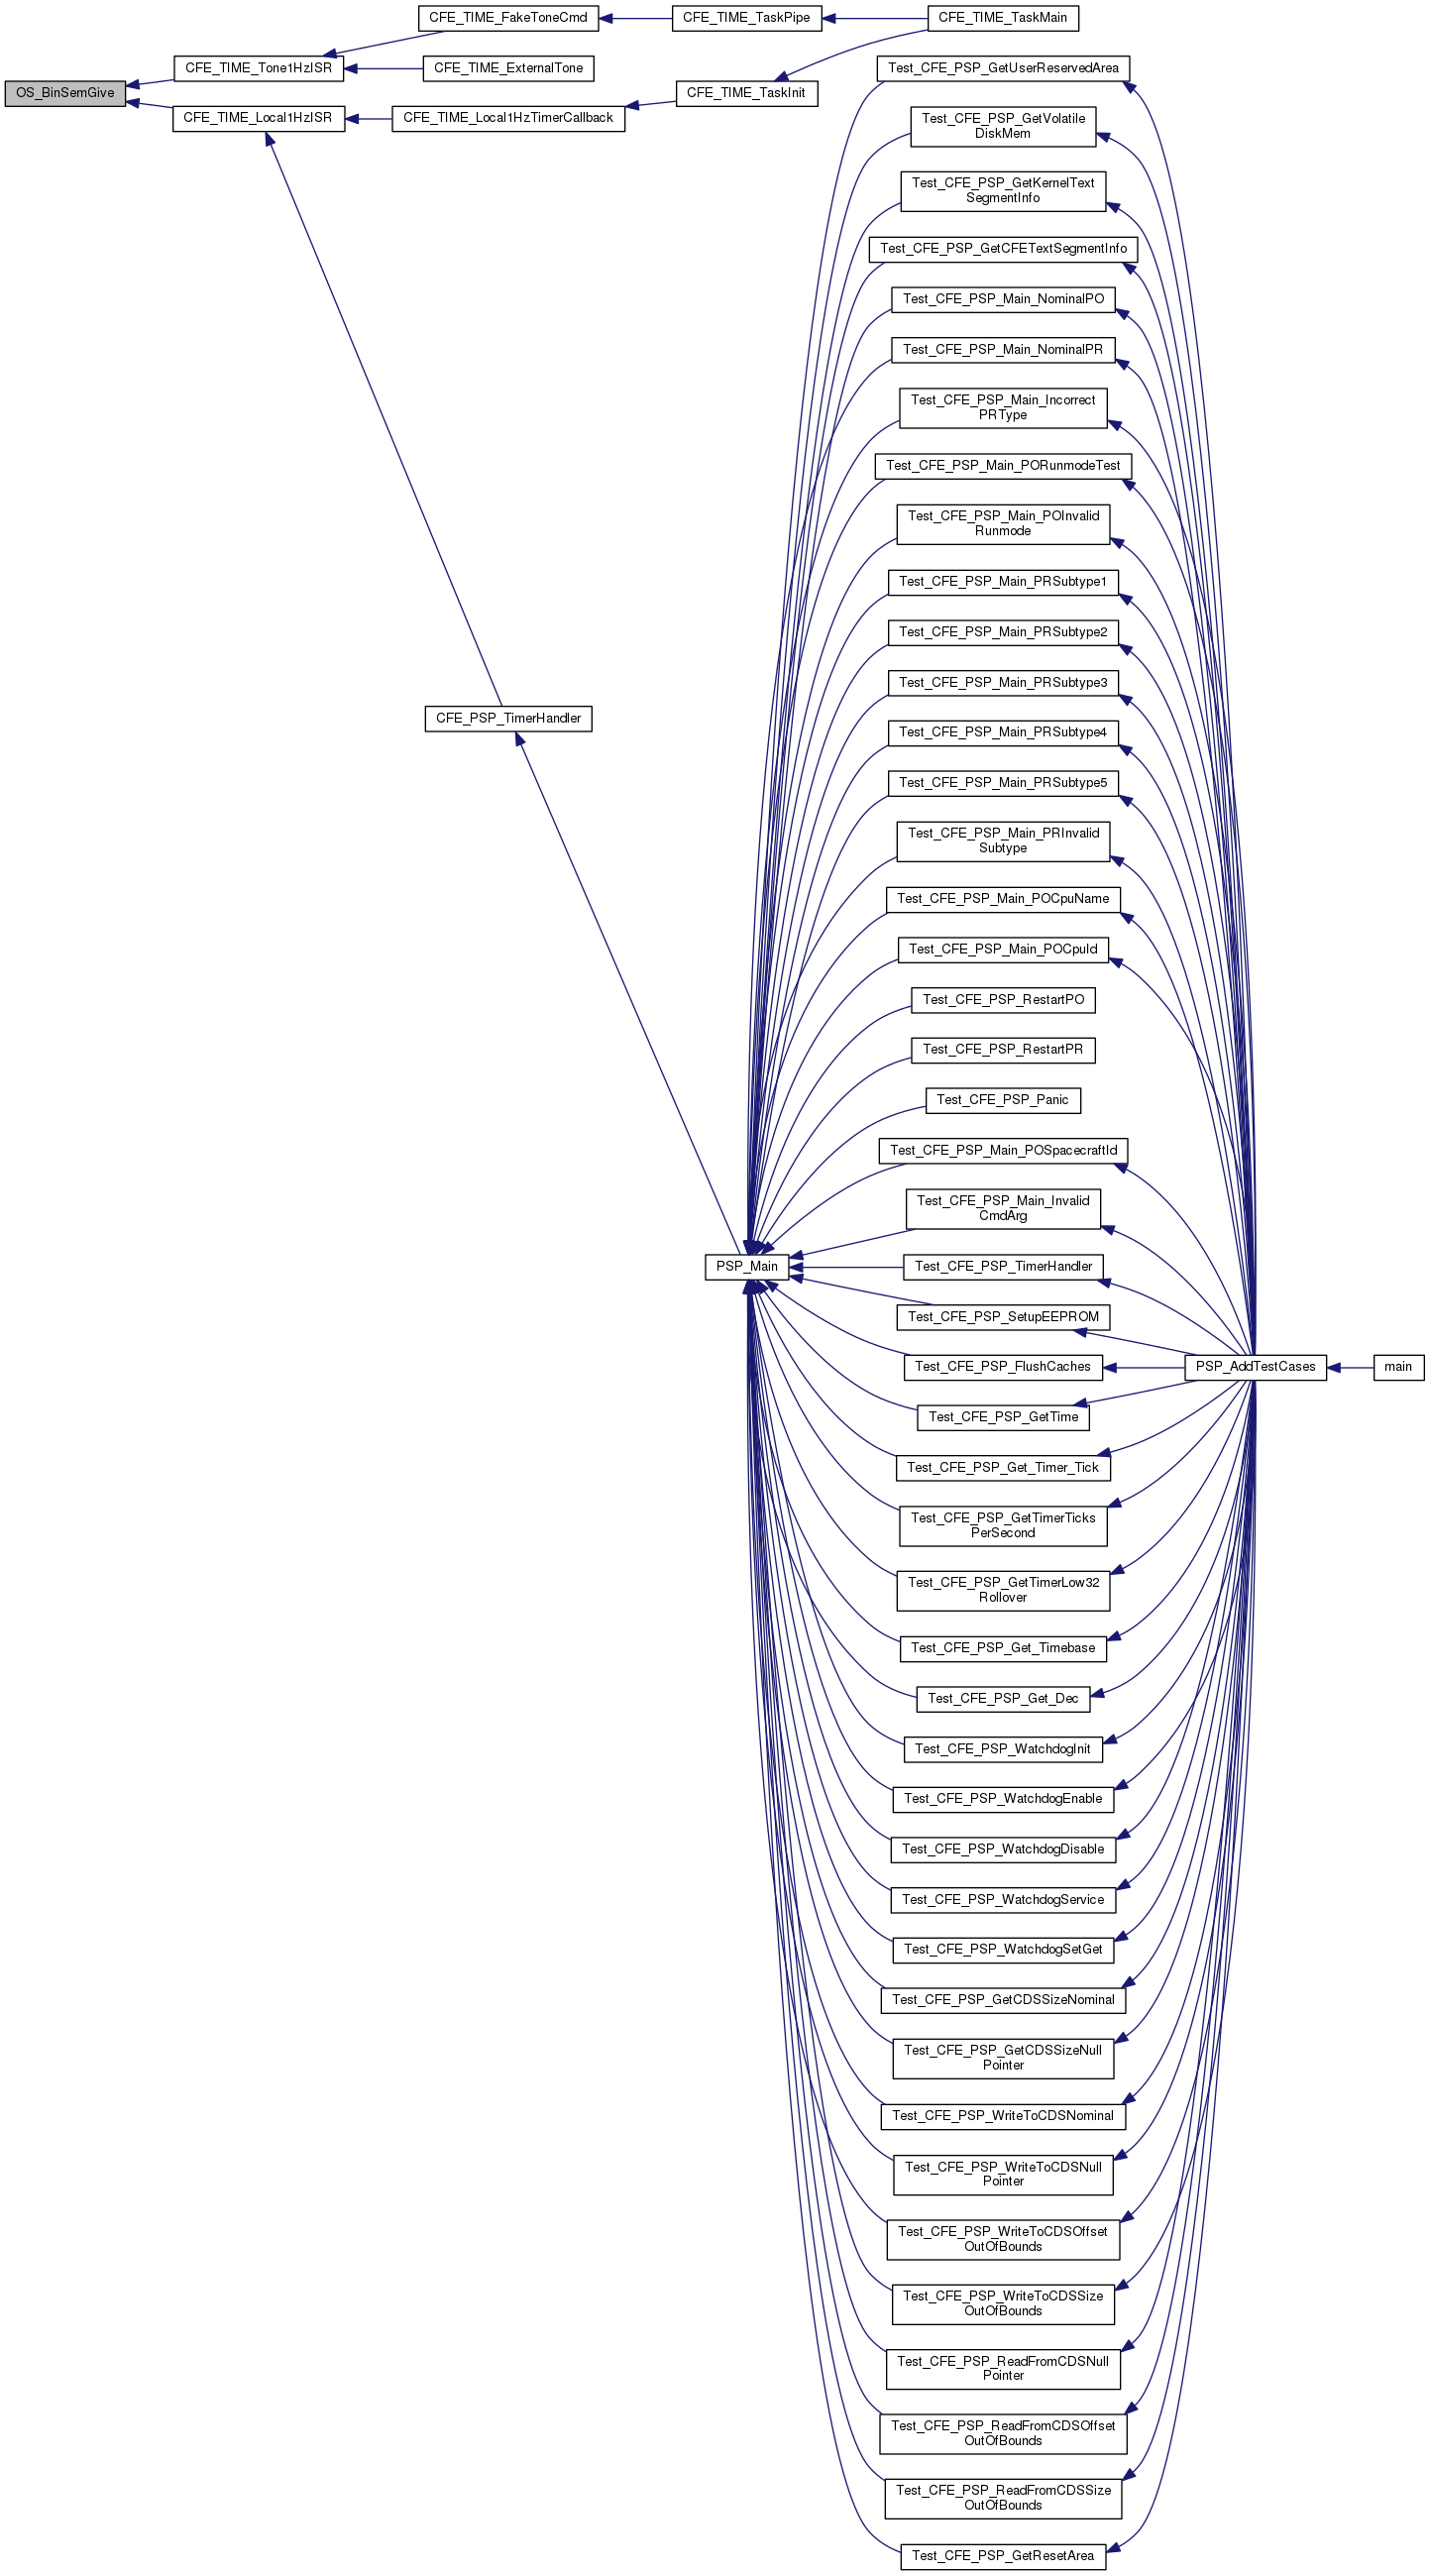 CFE_TIME_FakeToneCmd
CFE_TIME_TaskPipe
CFE_TIME_TaskMain
CFE_TIME_Tone1HzISR
CFE_TIME_ExternalTone
OS_BinSemGive
CFE_TIME_TaskInit
CFE_TIME_Local1HzISR
CFE_TIME_Local1HzTimerCallback
CFE_PSP_TimerHandler
PSP_Main
Test_CFE_PSP_GetUserReservedArea
Test_CFE_PSP_GetVolatile
DiskMem
Test_CFE_PSP_GetKernelText
SegmentInfo
Test_CFE_PSP_GetCFETextSegmentInfo
Test_CFE_PSP_Main_NominalPO
Test_CFE_PSP_Main_NominalPR
Test_CFE_PSP_Main_Incorrect
PRType
Test_CFE_PSP_Main_PORunmodeTest
Test_CFE_PSP_Main_POInvalid
Runmode
Test_CFE_PSP_Main_PRSubtype1
Test_CFE_PSP_Main_PRSubtype2
Test_CFE_PSP_Main_PRSubtype3
Test_CFE_PSP_Main_PRSubtype4
Test_CFE_PSP_Main_PRSubtype5
Test_CFE_PSP_Main_PRInvalid
Subtype
Test_CFE_PSP_Main_POCpuName
Test_CFE_PSP_Main_POCpuId
Test_CFE_PSP_RestartPO
Test_CFE_PSP_RestartPR
Test_CFE_PSP_Panic
Test_CFE_PSP_Main_POSpacecraftId
Test_CFE_PSP_Main_Invalid
CmdArg
Test_CFE_PSP_TimerHandler
Test_CFE_PSP_SetupEEPROM
Test_CFE_PSP_FlushCaches
PSP_AddTestCases
main
Test_CFE_PSP_GetTime
Test_CFE_PSP_Get_Timer_Tick
Test_CFE_PSP_GetTimerTicks
PerSecond
Test_CFE_PSP_GetTimerLow32
Rollover
Test_CFE_PSP_Get_Timebase
Test_CFE_PSP_Get_Dec
Test_CFE_PSP_WatchdogInit
Test_CFE_PSP_WatchdogEnable
Test_CFE_PSP_WatchdogDisable
Test_CFE_PSP_WatchdogService
Test_CFE_PSP_WatchdogSetGet
Test_CFE_PSP_GetCDSSizeNominal
Test_CFE_PSP_GetCDSSizeNull
Pointer
Test_CFE_PSP_WriteToCDSNominal
Test_CFE_PSP_WriteToCDSNull
Pointer
Test_CFE_PSP_WriteToCDSOffset
OutOfBounds
Test_CFE_PSP_WriteToCDSSize
OutOfBounds
Test_CFE_PSP_ReadFromCDSNull
Pointer
Test_CFE_PSP_ReadFromCDSOffset
OutOfBounds
Test_CFE_PSP_ReadFromCDSSize
OutOfBounds
Test_CFE_PSP_GetResetArea